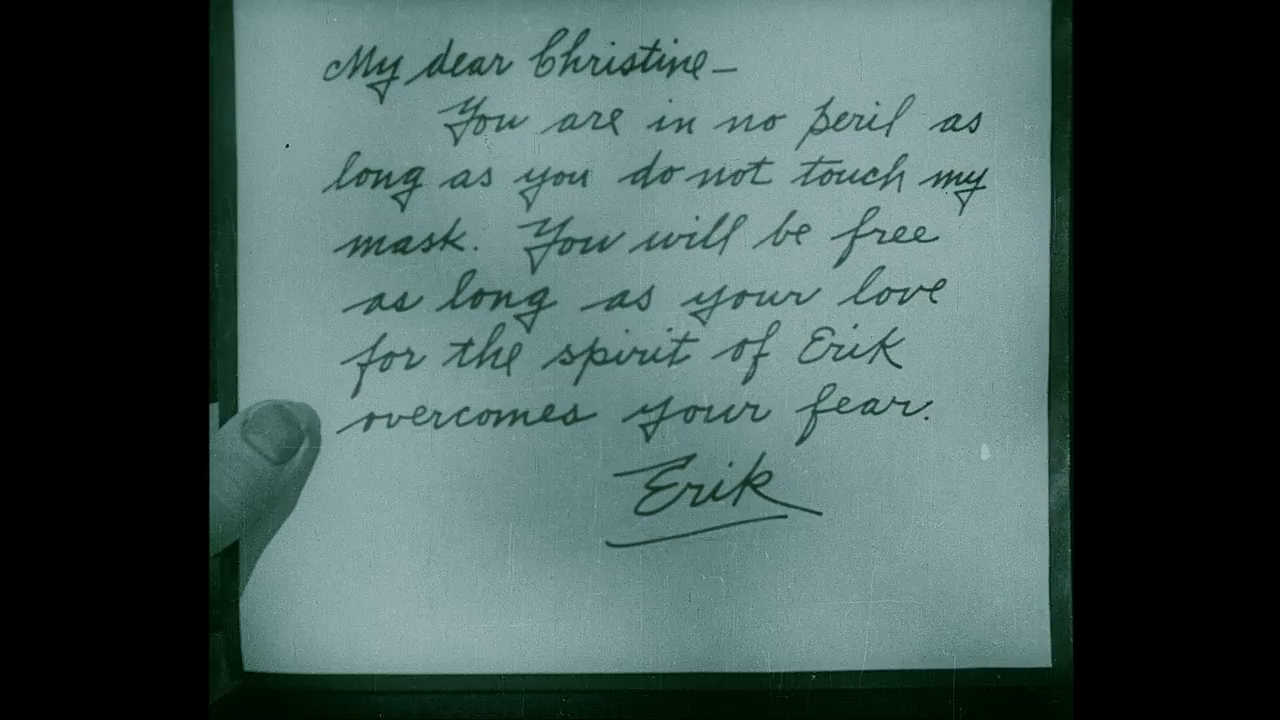 My dear Christine—
You are in no peril as
long as you do not touch my
mask. You will be free
as long as your love
for the spirit of Erik
overcomes your fear.
Erik